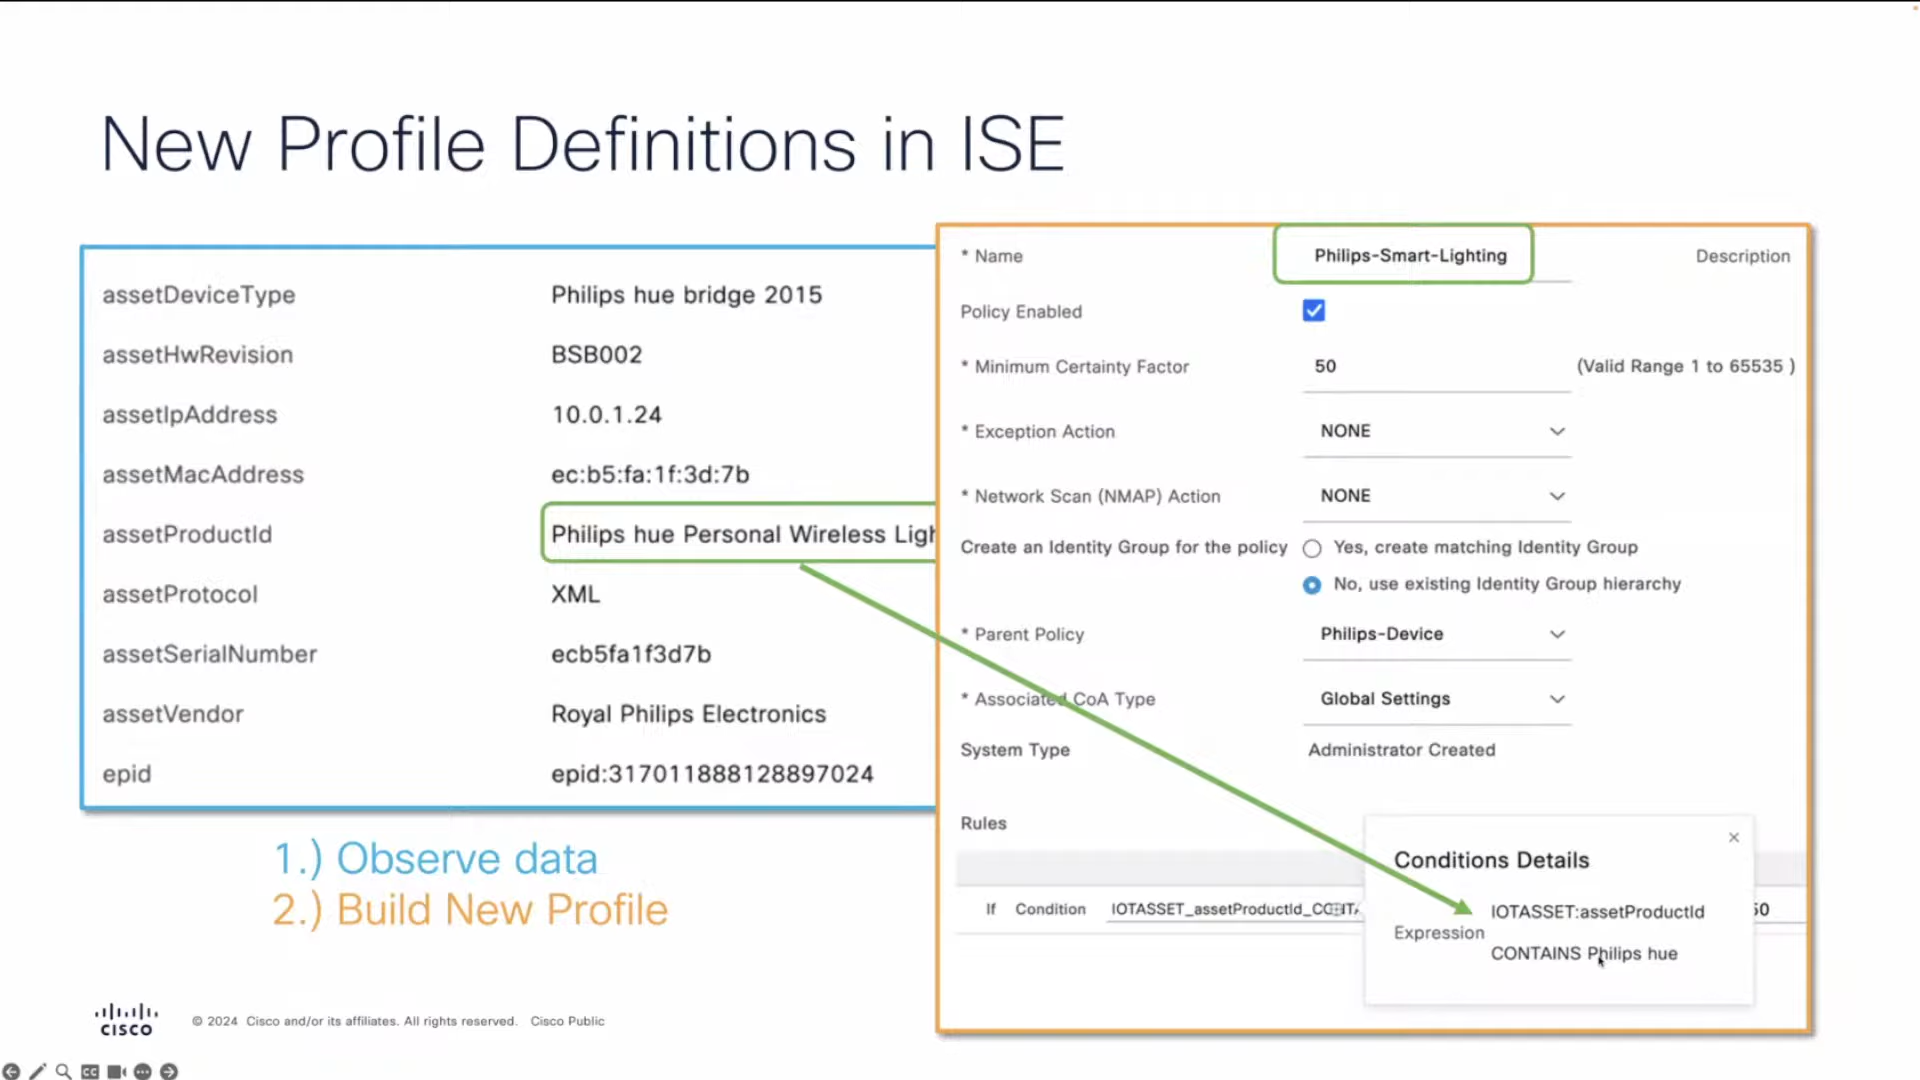 New Profile Definitions in ISE
assetDeviceType Philips hue bridge 2015
assetHwRevision BSB002
assetIpAddress 10.0.1.24
assetMacAddress ec:b5:fa:1f:3d:7b
assetProductId Philips hue Personal Wireless Ligh
assetProtocol XML
assetSerialNumber ecb5fa1f3d7b
assetVendor Royal Philips Electronics
epid epid:317011888128897024
1.) Observe data
2.) Build New Profile
* Name Philips-Smart-Lighting Description
Policy Enabled
* Minimum Certainty Factor 50 (Valid Range 1 to 65535 )
* Exception Action NONE
* Network Scan (NMAP) Action NONE
Create an Identity Group for the policy Yes, create matching Identity Group
No, use existing Identity Group hierarchy
* Parent Policy Philips-Device
* Associated CoA Type Global Settings
System Type Administrator Created
Rules
If Condition IOTASSET_assetProductId_CONTA 50
Conditions Details
Expression IOTASSET:assetProductId
CONTAINS Philips hue
CISCO © 2024 Cisco and/or its affiliates. All rights reserved. Cisco Public
CC